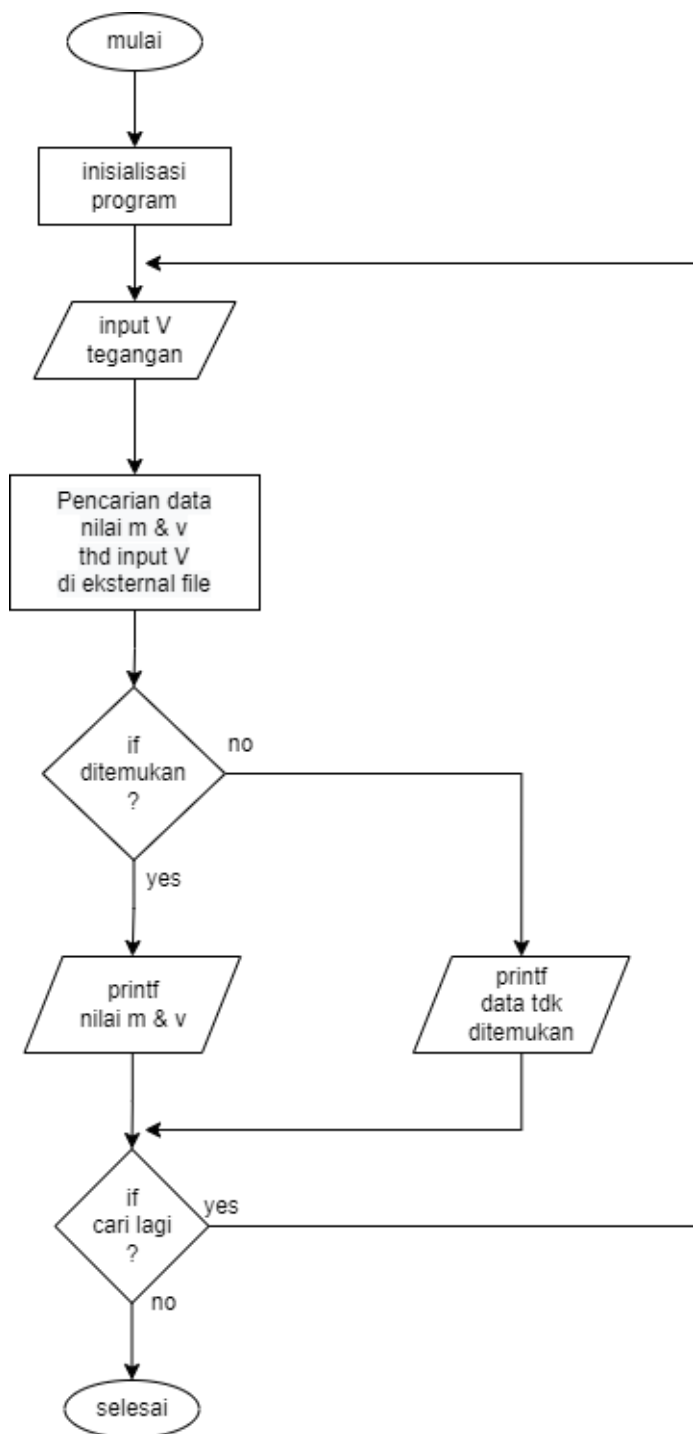 mulai
inisialisasi
program
input V
tegangan
Pencarian data
nilai m & v
thd input V
di eksternal file
if
ditemukan
?
no
yes
printf
nilai m & v
printf
data tdk
ditemukan
if
cari lagi
?
yes
no
selesai